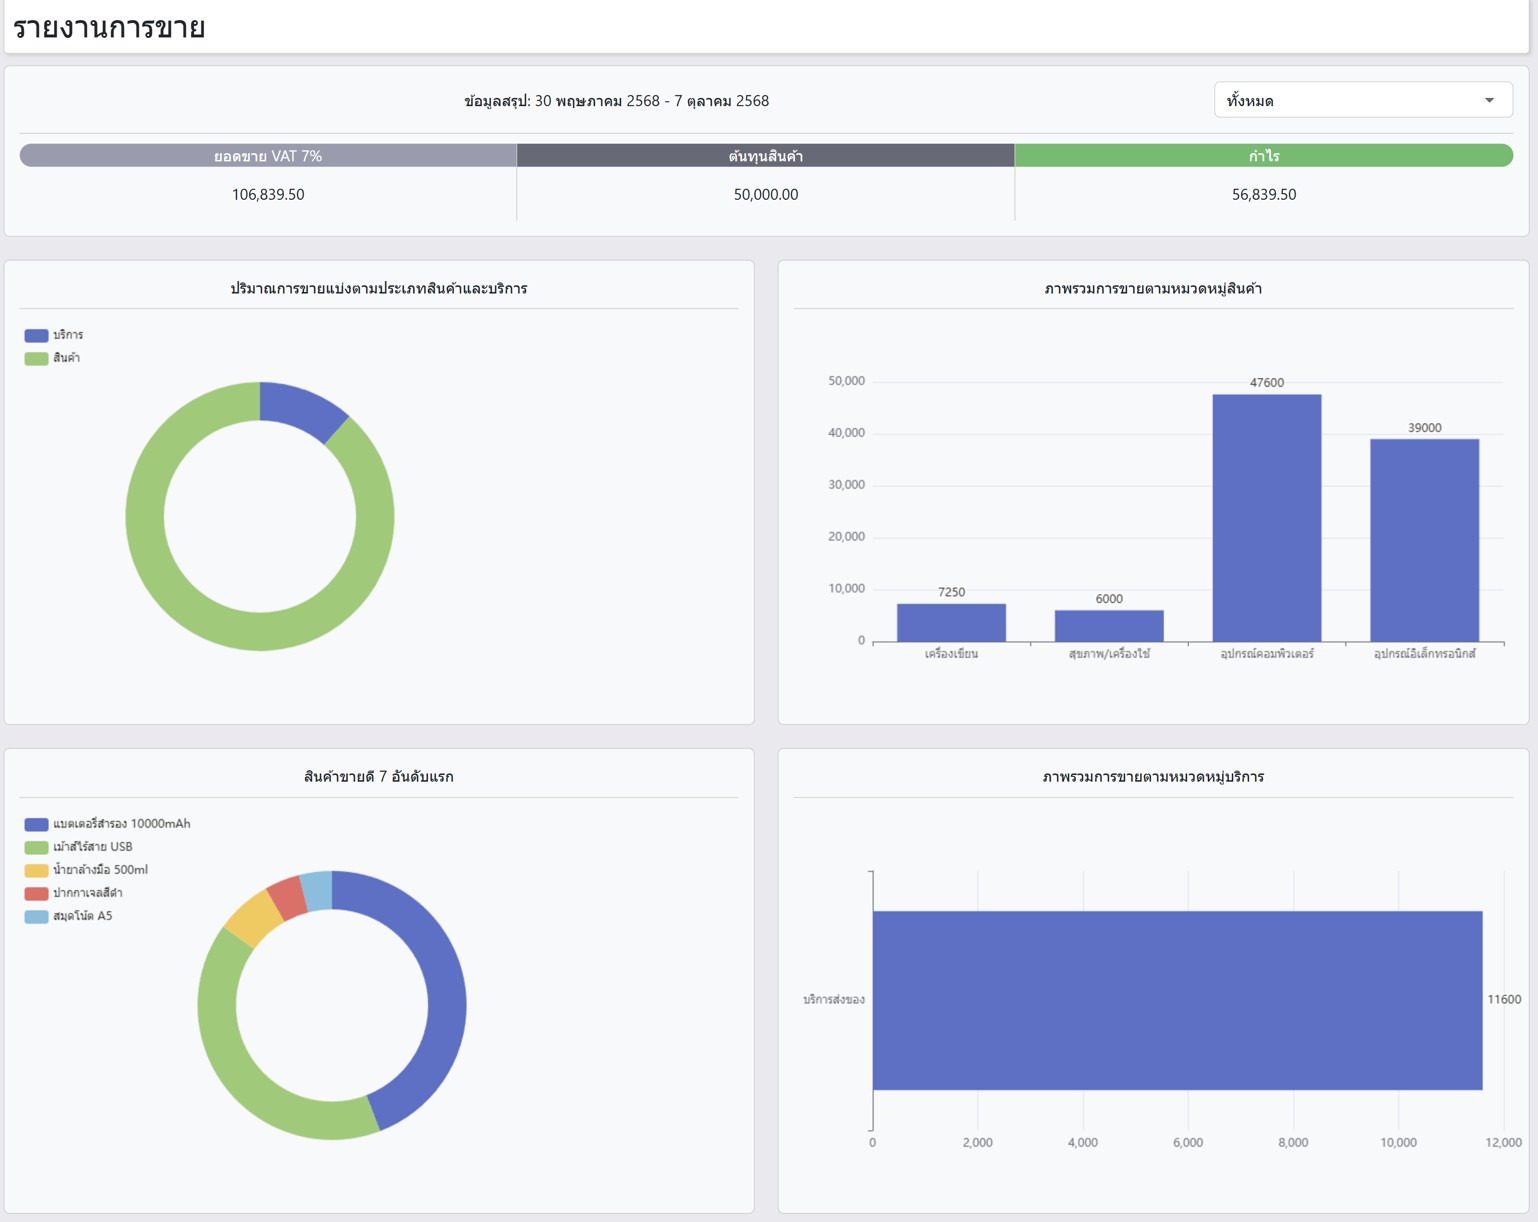 รายงานการขาย
ข้อมูลสรุป: 30 พฤษภาคม 2568 - 7 ตุลาคม 2568
ทั้งหมด
ยอดขาย VAT 7%
ต้นทุนสินค้า
กำไร
106,839.50
50,000.00
56,839.50
ปริมาณการขายแบ่งตามประเภทสินค้าและบริการ
บริการ
สินค้า
ภาพรวมการขายตามหมวดหมู่สินค้า
50,000
40,000
30,000
20,000
10,000
0
7250
6000
47600
39000
เครื่องเขียน
สุขภาพ/เครื่องใช้
อุปกรณ์คอมพิวเตอร์
อุปกรณ์อิเล็กทรอนิกส์
สินค้าขายดี 7 อันดับแรก
แบตเตอรี่สำรอง 10000mAh
เม้าส์ไร้สาย USB
น้ำยาล้างมือ 500ml
ปากกาเจลสีดำ
สมุดโน้ต A5
ภาพรวมการขายตามหมวดหมู่บริการ
บริการส่งของ
11600
0
2,000
4,000
6,000
8,000
10,000
12,000